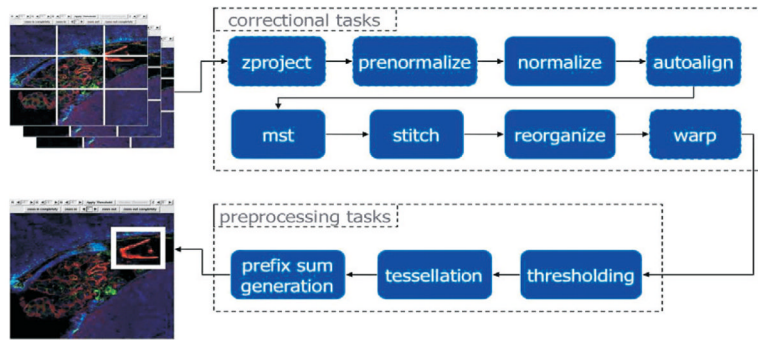 correctional tasks
zproject
prenormalize
normalize
autoalign
mst
stitch
reorganize
warp
preprocessing tasks
prefix sum
generation
tessellation
thresholding